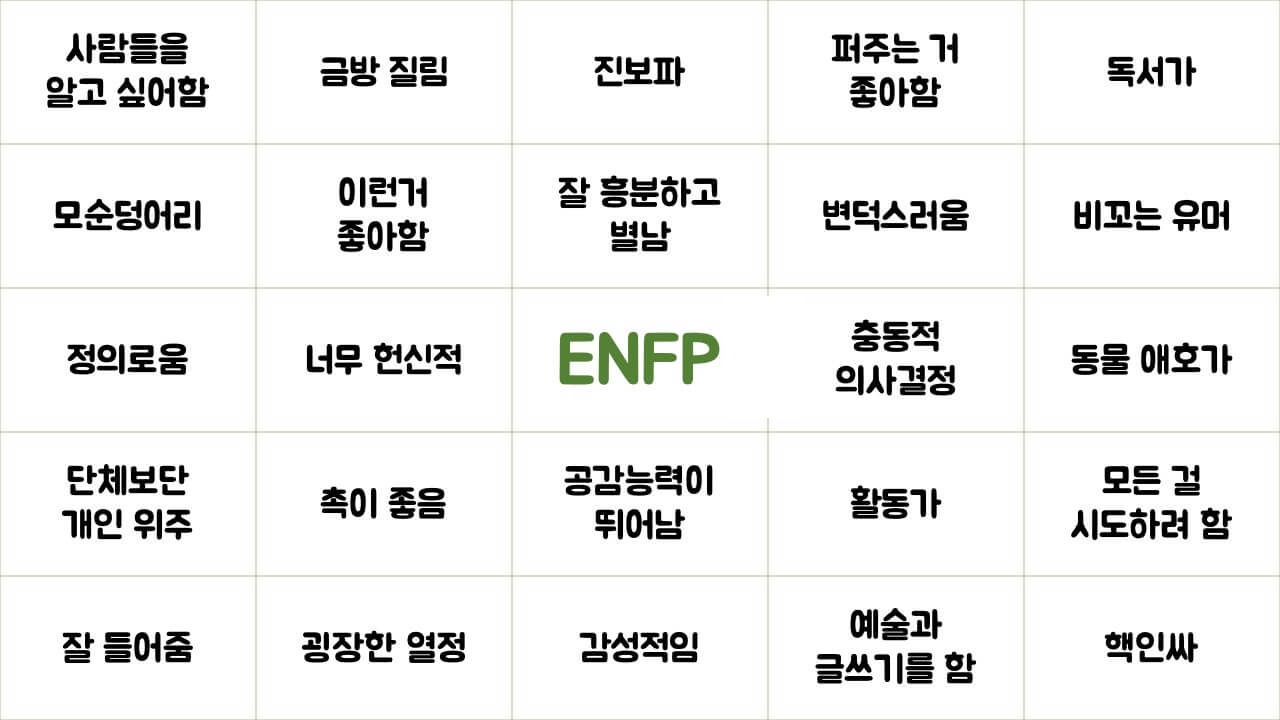 사람들을
알고 싶어함
금방 질림
진보파
퍼주는 거
좋아함
독서가
모순덩어리
이런거
좋아함
잘 흥분하고
별남
변덕스러움
비꼬는 유머
정의로움
너무 헌신적
ENFP
충동적
의사결정
동물 애호가
단체보단
개인 위주
촉이 좋음
공감능력이
뛰어남
활동가
모든 걸
시도하려 함
잘 들어줌
굉장한 열정
감성적임
예술과
글쓰기를 함
핵인싸